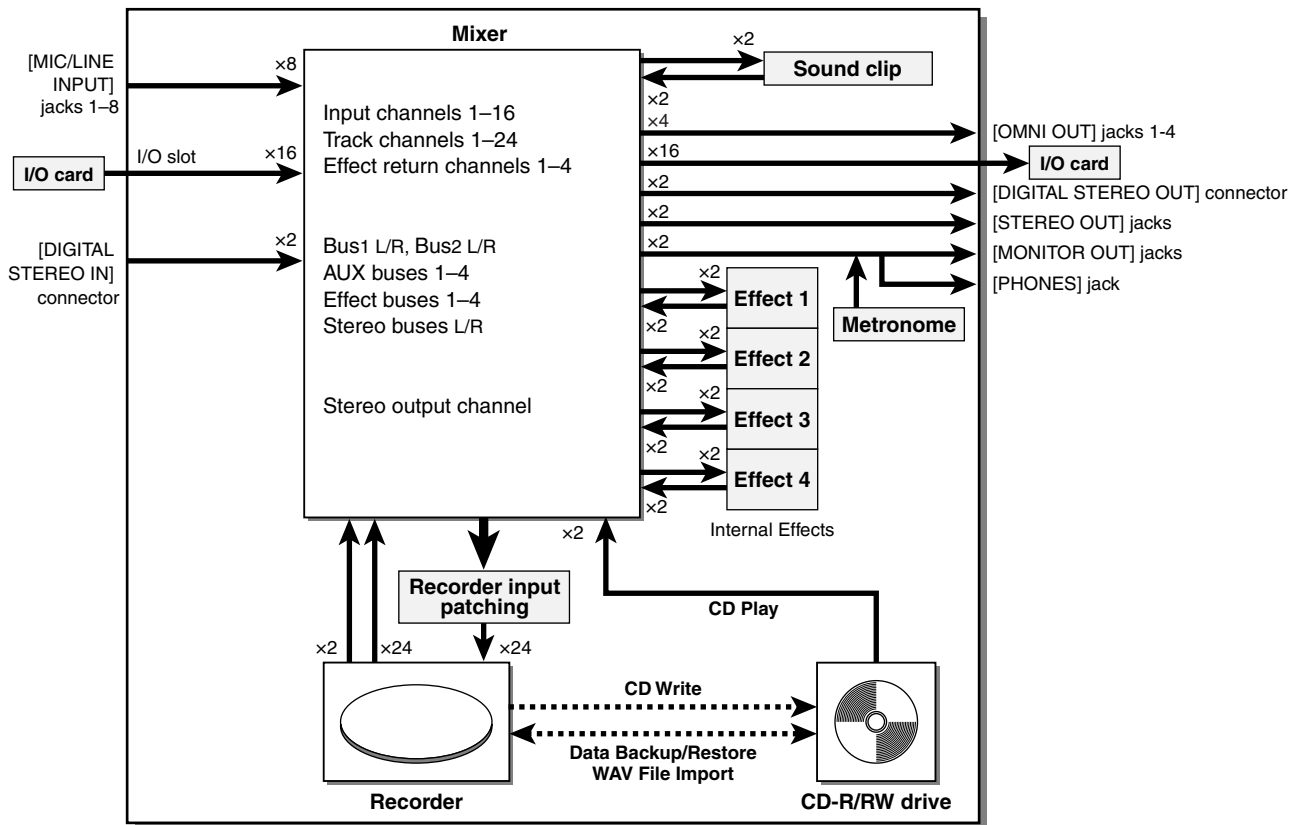 Mixer
[MIC/LINE
INPUT]
jacks 1–8
×8
I/O card
I/O slot
×16
[DIGITAL
STEREO IN]
connector
×2
Input channels 1–16
Track channels 1–24
Effect return channels 1–4
Bus1 L/R, Bus2 L/R
AUX buses 1–4
Effect buses 1–4
Stereo buses L/R
Stereo output channel
×2
Sound clip
×2
×4
[OMNI OUT] jacks 1-4
×16
I/O card
×2
[DIGITAL STEREO OUT] connector
×2
[STEREO OUT] jacks
×2
[MONITOR OUT] jacks
[PHONES] jack
Metronome
×2
Effect 1
×2
×2
Effect 2
×2
×2
Effect 3
×2
×2
Effect 4
×2
Internal Effects
×2
Recorder input
patching
CD Play
×2
×24
×24
CD Write
Data Backup/Restore
WAV File Import
Recorder
CD-R/RW drive